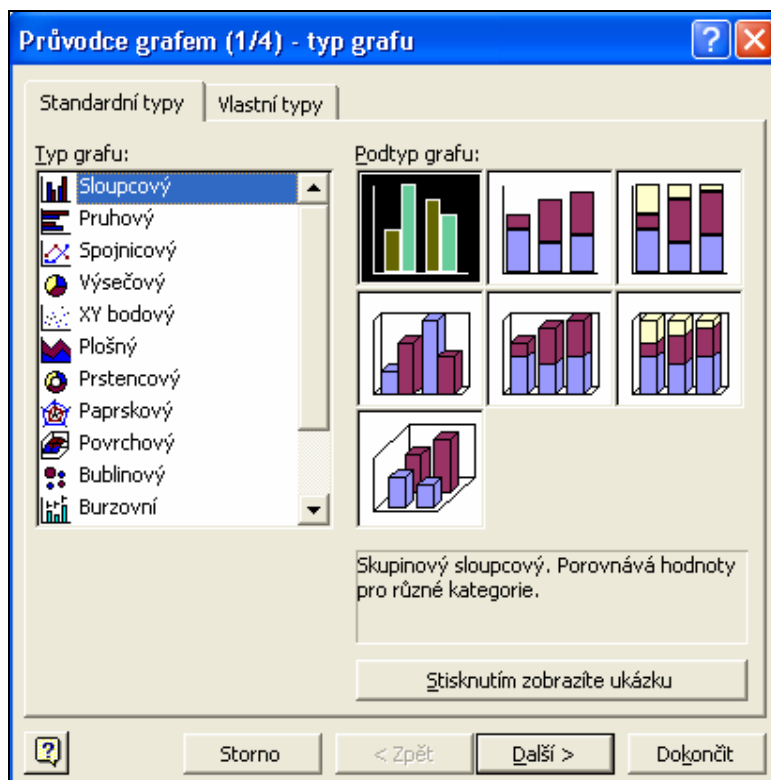 Průvodce grafem (1/4) - typ grafu
Standardní typy
Vlastní typy
Typ grafu:
Sloupcový
Pruhový
Spojnicový
Výsečový
XY bodový
Plošný
Prstencový
Paprskový
Povrchový
Bublinový
Burzovní
Podtyp grafu:
Skupinový sloupcový. Porovnává hodnoty
pro různé kategorie.
Stisknutím zobrazíte ukázku
Storno
< Zpět
Další >
Dokončit